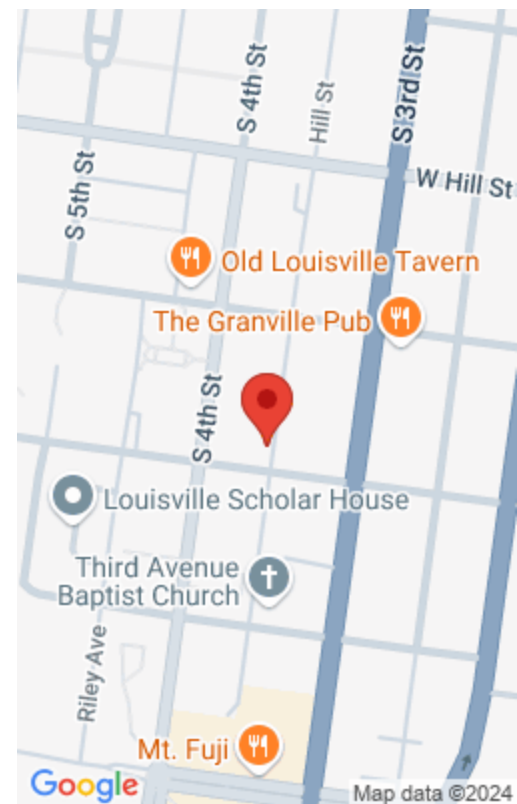 S 4th St
Hill St
S 3rd St
W Hill St
S 5th St
Old Louisville Tavern
The Granville Pub
S 4th St
Louisville Scholar House
Third Avenue
Baptist Church
Riley Ave
Mt. Fuji
Google
Map data ©2024